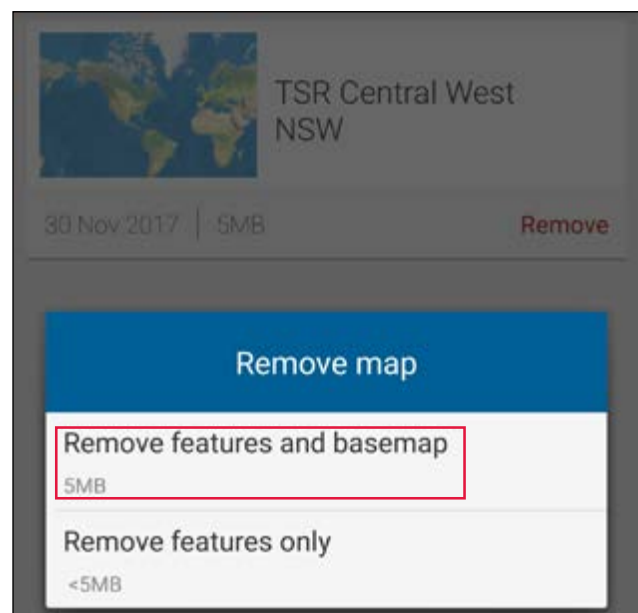 TSR Central West
NSW
30 Nov 2017 | 5MB
Remove
Remove map
Remove features and basemap
5MB
Remove features only
<5MB